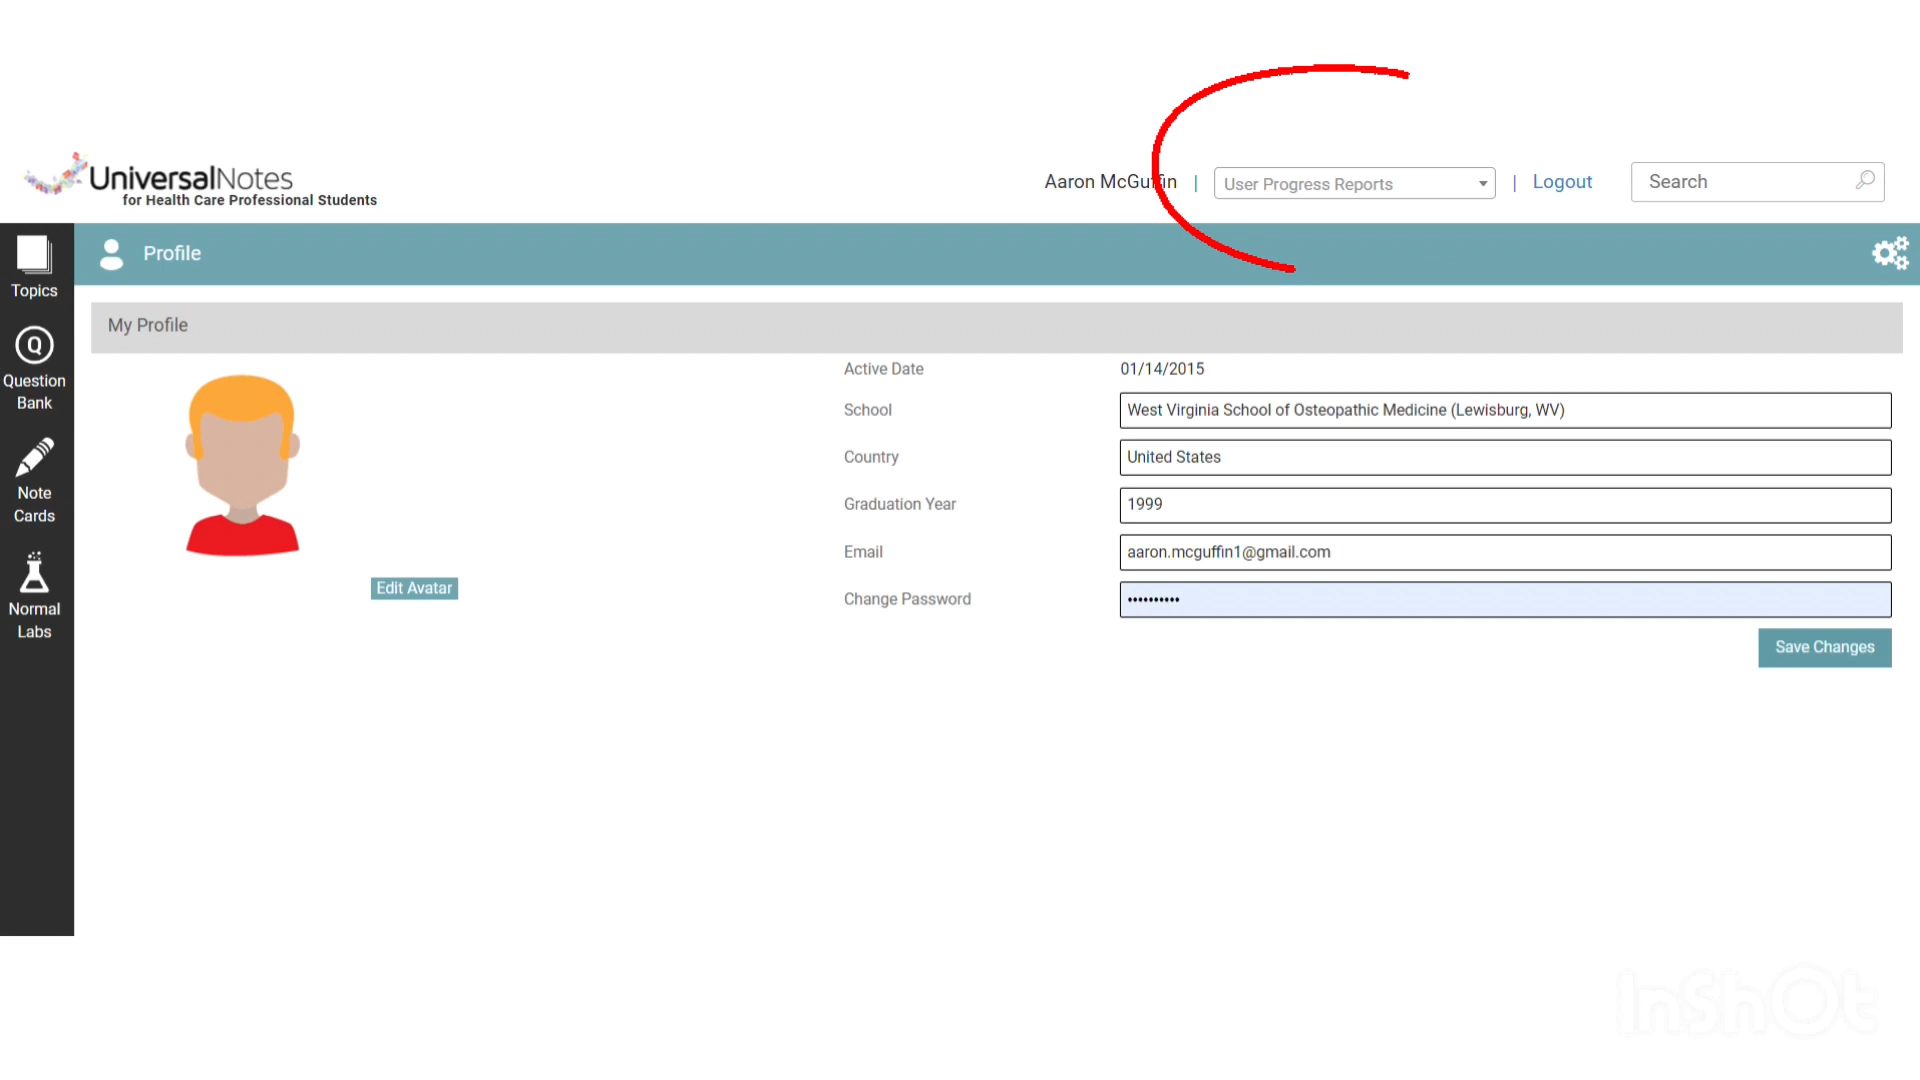 UniversalNotes
for Health Care Professional Students
Aaron McGuffin | User Progress Reports | Logout Search
Profile
Topics
Question
Bank
Note
Cards
Normal
Labs
My Profile
Edit Avatar
Active Date 01/14/2015
School West Virginia School of Osteopathic Medicine (Lewisburg, WV)
Country United States
Graduation Year 1999
Email aaron.mcguffin1@gmail.com
Change Password ••••••••••
Save Changes
InShOt